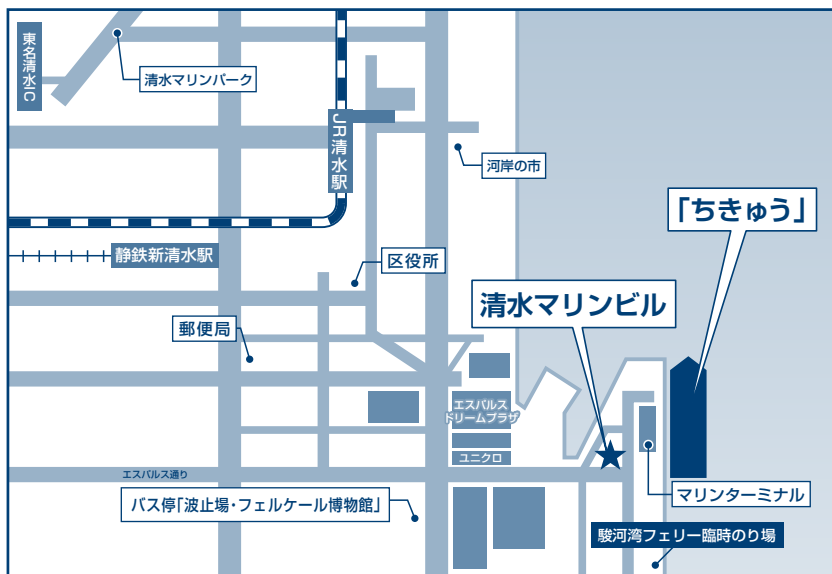 東名清水IC
清水マリンパーク
JR清水駅
河岸の市
「ちきゅう」
静鉄新清水駅
区役所
清水マリンビル
郵便局
エスパルス
ドリームプラザ
ユニクロ
エスパルス通り
マリンターミナル
バス停「波止場・フェルケール博物館」
駿河湾フェリー臨時のり場